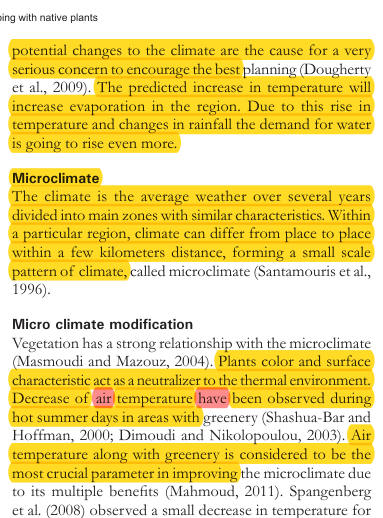 ping with native plants
potential changes to the climate are the cause for a very
serious concern to encourage the best planning (Dougherty
et al., 2009). The predicted increase in temperature will
increase evaporation in the region. Due to this rise in
temperature and changes in rainfall the demand for water
is going to rise even more.
Microclimate
The climate is the average weather over several years
divided into main zones with similar characteristics. Within
a particular region, climate can differ from place to place
within a few kilometers distance, forming a small scale
pattern of climate, called microclimate (Santamouris et al.,
1996).
Micro climate modification
Vegetation has a strong relationship with the microclimate
(Masmoudi and Mazouz, 2004). Plants color and surface
characteristic act as a neutralizer to the thermal environment.
Decrease of air temperature have been observed during
hot summer days in areas with greenery (Shashua-Bar and
Hoffman, 2000; Dimoudi and Nikolopoulou, 2003). Air
temperature along with greenery is considered to be the
most crucial parameter in improving the microclimate due
to its multiple benefits (Mahmoud, 2011). Spangenberg
et al. (2008) observed a small decrease in temperature for